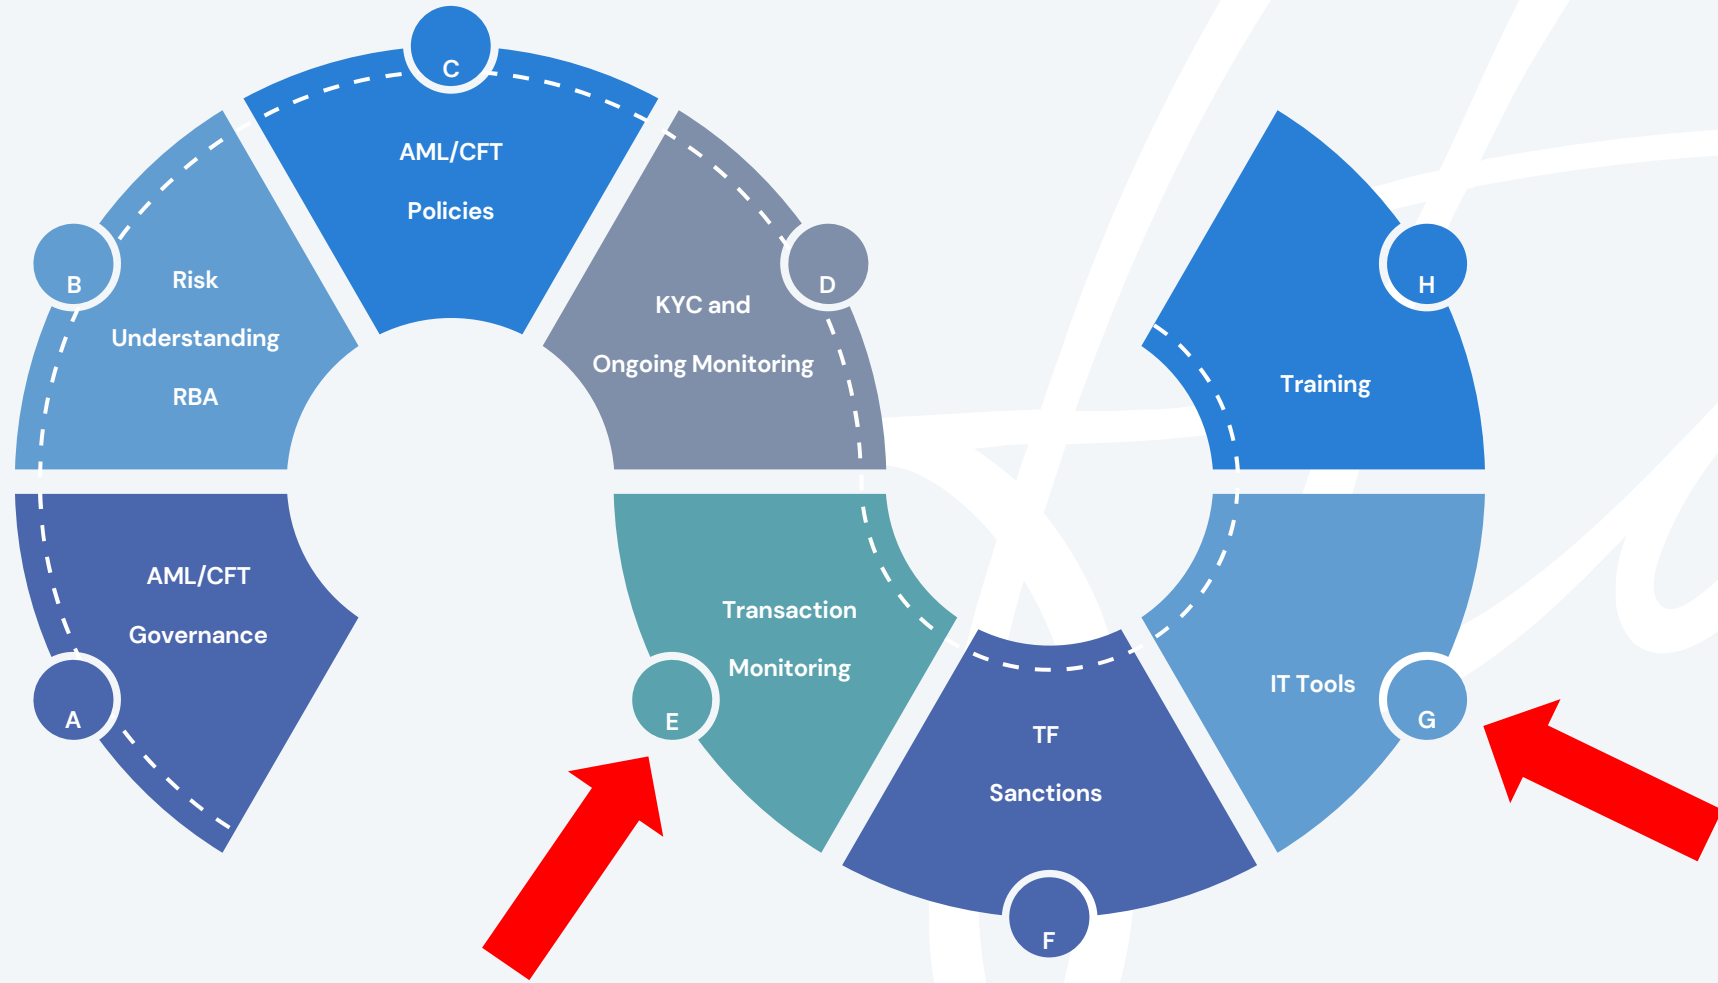 A
AML/CFT
Governance
B
Risk
Understanding
RBA
C
AML/CFT
Policies
D
KYC and
Ongoing Monitoring
E
Transaction
Monitoring
F
TF
Sanctions
G
IT Tools
H
Training